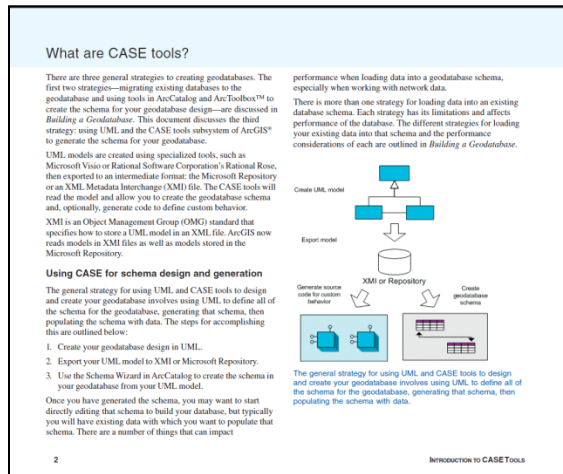 What are CASE tools?
There are three general strategies to creating geodatabases. The
first two strategies—migrating existing databases to the
geodatabase and using tools in ArcCatalog and ArcToolbox™ to
create the schema for your geodatabase design—are discussed in
Building a Geodatabase. This document discusses the third
strategy: using UML and the CASE tools subsystem of ArcGIS®
to generate the schema for your geodatabase.
UML models are created using specialized tools, such as
Microsoft Visio or Rational Software Corporation's Rational Rose,
then exported to an intermediate format: the Microsoft Repository
or an XML Metadata Interchange (XMI) file. The CASE tools will
read the model and allow you to create the geodatabase schema
and, optionally, generate code to define custom behavior.
XMI is an Object Management Group (OMG) standard that
specifies how to store a UML model in an XML file. ArcGIS now
reads models in XMI files as well as models stored in the
Microsoft Repository.
Using CASE for schema design and generation
The general strategy for using UML and CASE tools to design
and create your geodatabase involves using UML to define all of
the schema for the geodatabase, generating that schema, then
populating the schema with data. The steps for accomplishing
this are outlined below:
1. Create your geodatabase design in UML.
2. Export your UML model to XMI or Microsoft Repository.
3. Use the Schema Wizard in ArcCatalog to create the schema in
your geodatabase from your UML model.
Once you have generated the schema, you may want to start
directly editing that schema to build your database, but typically
you will have existing data with which you want to populate that
schema. There are a number of things that can impact
performance when loading data into a geodatabase schema,
especially when working with network data.
There is more than one strategy for loading data into an existing
database schema. Each strategy has its limitations and affects
performance of the database. The different strategies for loading
your existing data into that schema and the performance
considerations of each are outlined in Building a Geodatabase.
Create UML model
Export model
XMI or Repository
Generate source
code for custom
behavior
Create
geodatabase
schema
The general strategy for using UML and CASE tools to design
and create your geodatabase involves using UML to define all of
the schema for the geodatabase, generating that schema, then
populating the schema with data.
2
INTRODUCTION TO CASE TOOLS